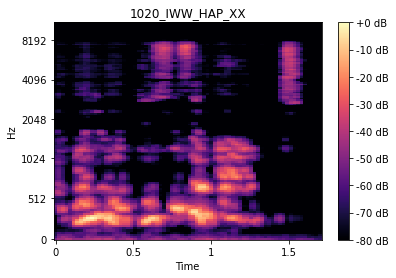 1020_IWW_HAP_XX
8192
4096
2048
1024
512
0
Hz
0
0.5
1
1.5
Time
+0 dB
-10 dB
-20 dB
-30 dB
-40 dB
-50 dB
-60 dB
-70 dB
-80 dB